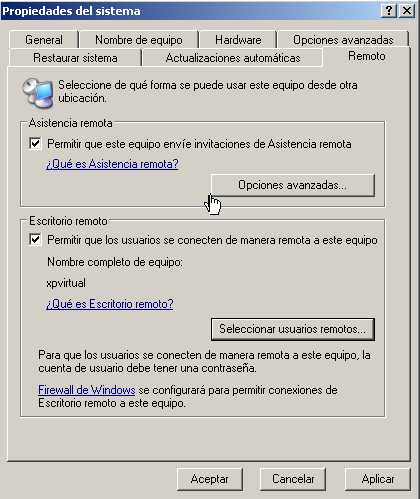 Propiedades del sistema
General Nombre de equipo Hardware Opciones avanzadas
Restaurar sistema Actualizaciones automáticas Remoto
Seleccione de qué forma se puede usar este equipo desde otra
ubicación.
Asistencia remota
Permitir que este equipo envíe invitaciones de Asistencia remota
¿Qué es Asistencia remota?
Opciones avanzadas...
Escritorio remoto
Permitir que los usuarios se conecten de manera remota a este equipo
Nombre completo de equipo:
xpvirtual
¿Qué es Escritorio remoto?
Seleccionar usuarios remotos...
Para que los usuarios se conecten de manera remota a este equipo, la
cuenta de usuario debe tener una contraseña.
Firewall de Windows se configurará para permitir conexiones de
Escritorio remoto a este equipo.
Aceptar Cancelar Aplicar